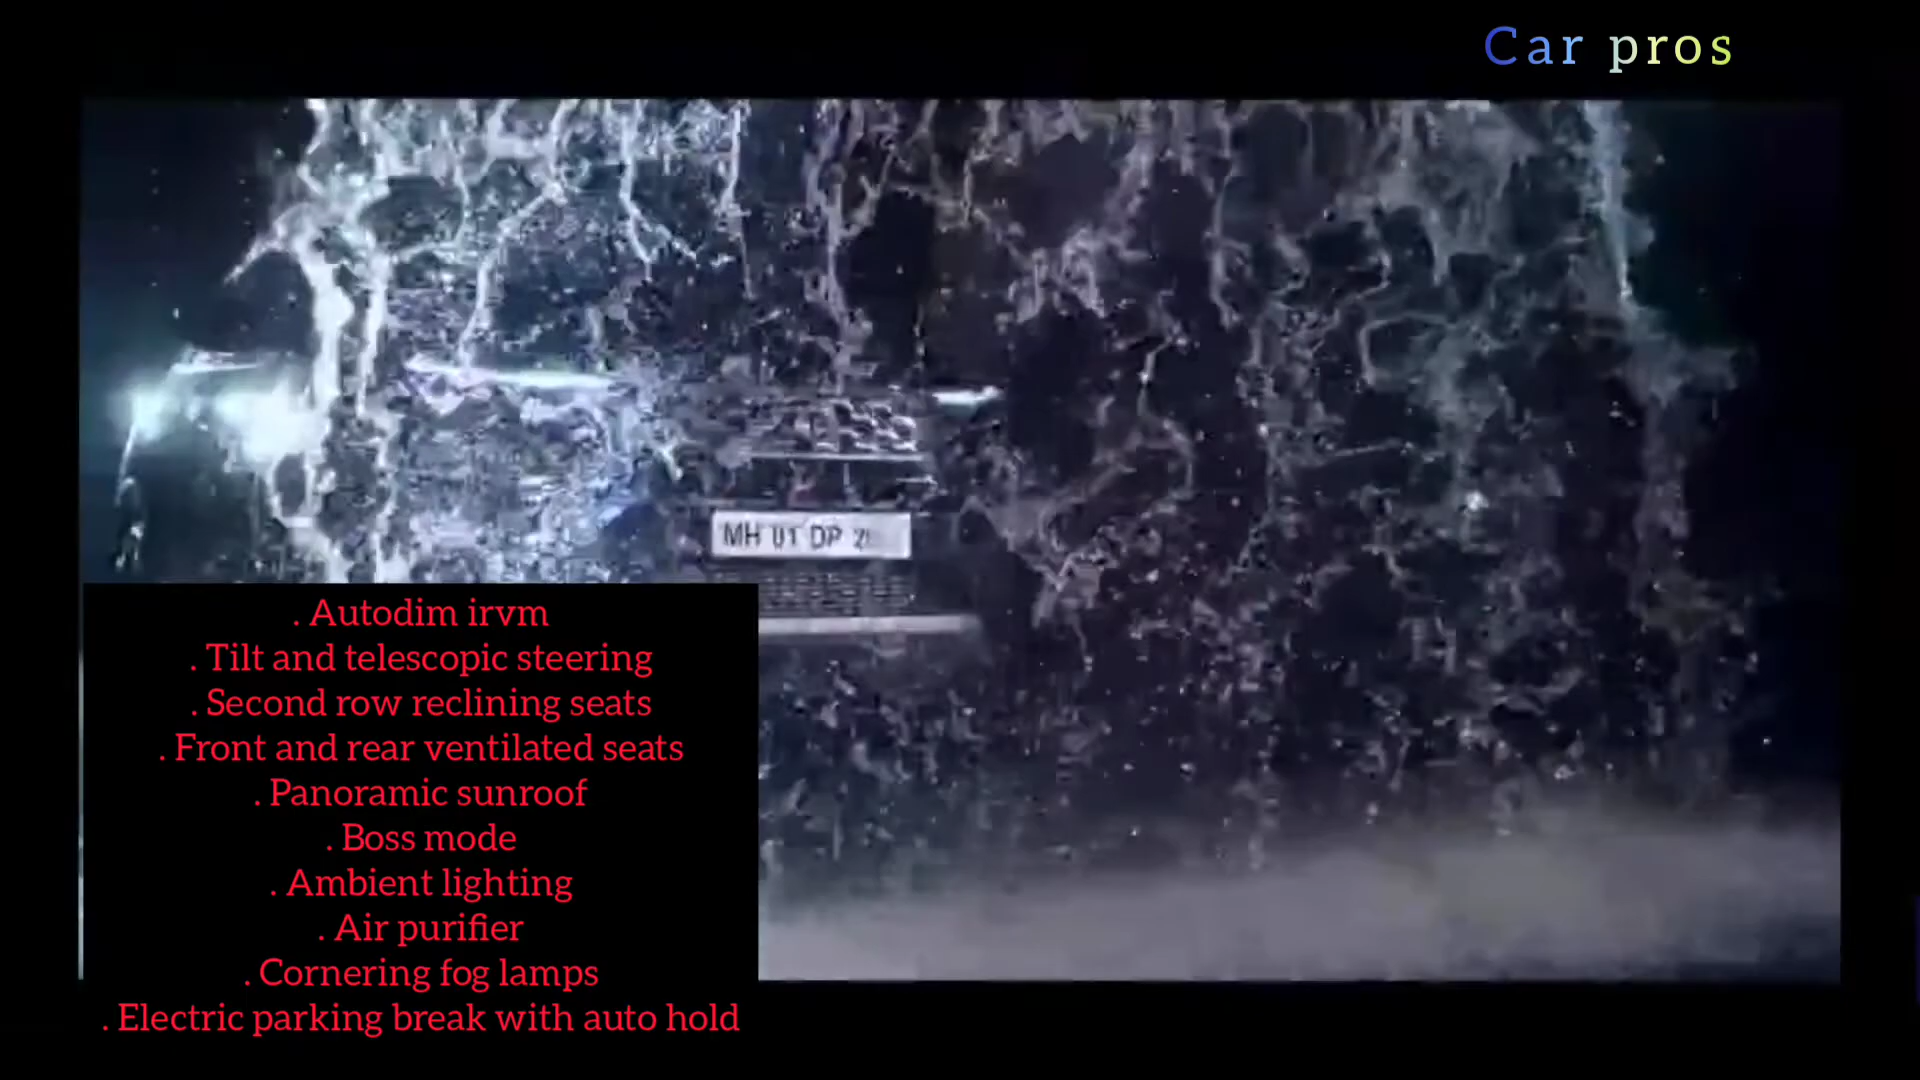 Car pros
MH 01 DP
. Autodim irvm
. Tilt and telescopic steering
. Second row reclining seats
. Front and rear ventilated seats
. Panoramic sunroof
. Boss mode
. Ambient lighting
. Air purifier
. Cornering fog lamps
. Electric parking break with auto hold